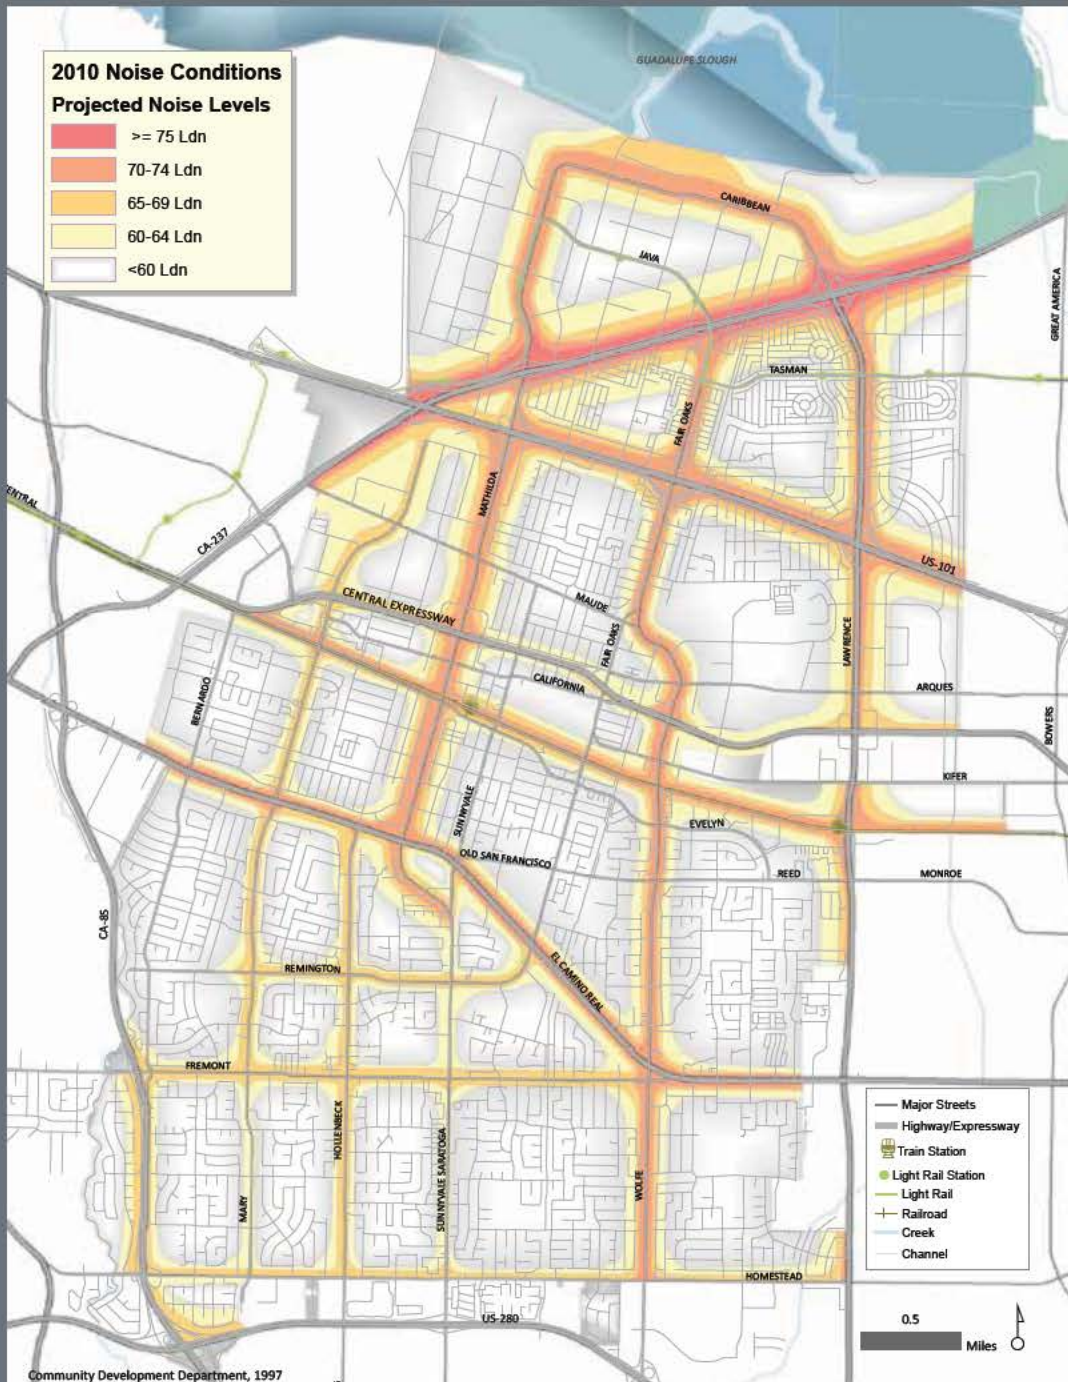 2010 Noise Conditions
Projected Noise Levels
>= 75 Ldn
70-74 Ldn
65-69 Ldn
60-64 Ldn
<60 Ldn
GUADALUPE SLOUGH
CARIBBEAN
JAVA
GREAT AMERICA
TASMAN
FAIR OAKS
MATHILDA
CENTRAL
CA-237
US-101
CENTRAL EXPRESSWAY
MAUDE
FAIR OAKS
LAWRENCE
CALIFORNIA
ARQUES
BERNARDO
BOWERS
KIFER
SUNNYVALE
EVELYN
OLD SAN FRANCISCO
REED
MONROE
CA-85
REMINGTON
EL CAMINO REAL
FREMONT
HOLLENBECK
SUNNYVALE SARATOGA
WOLFE
MARY
HOMESTEAD
US-280
Major Streets
Highway/Expressway
Train Station
Light Rail Station
Light Rail
Railroad
Creek
Channel
0.5
Miles
Community Development Department, 1997